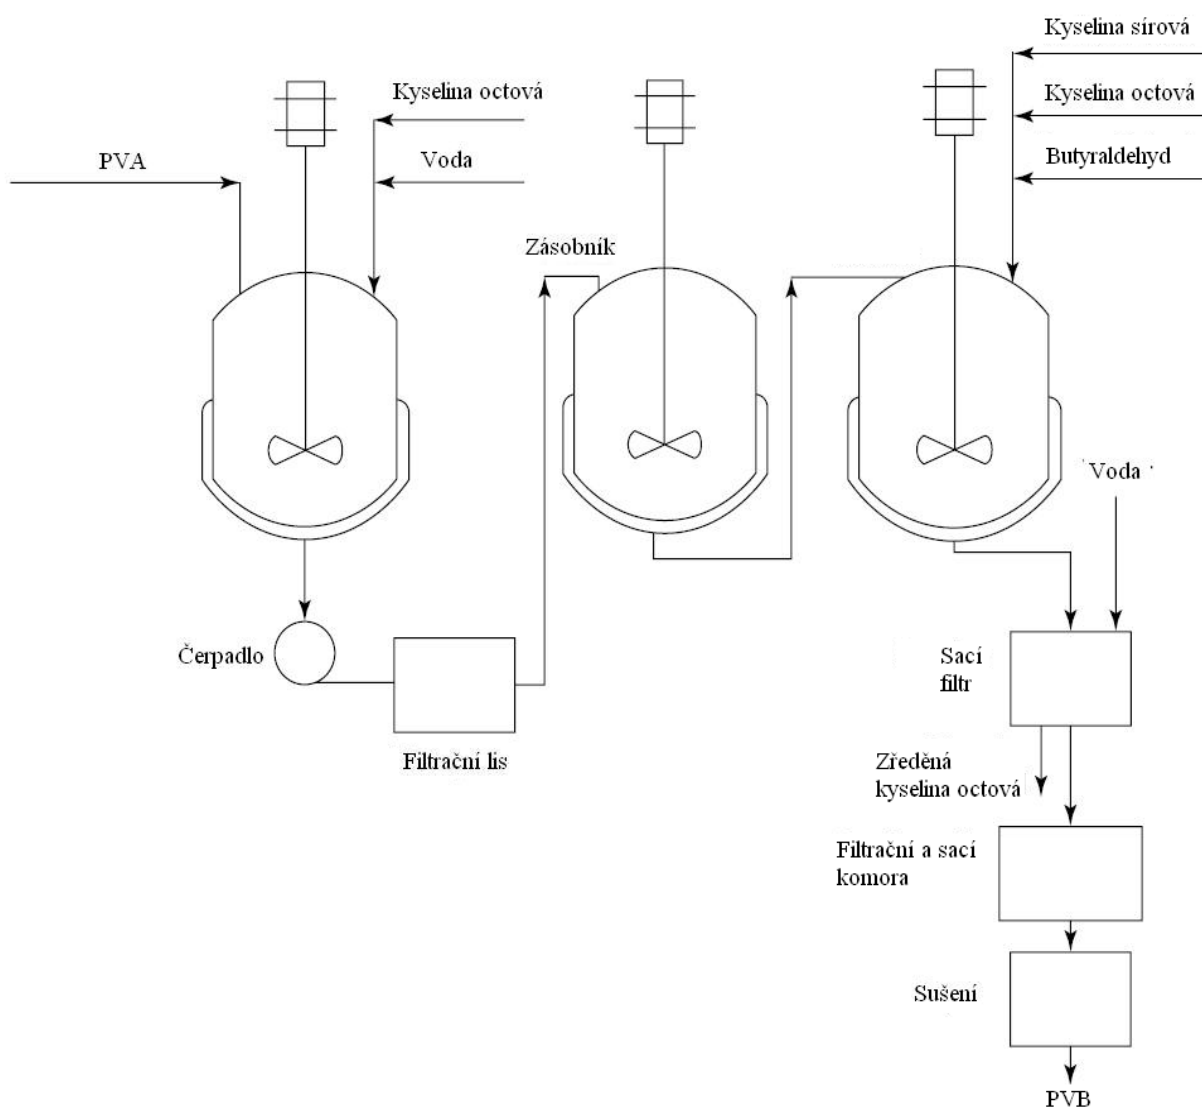 Kyselina sírová
Kyselina octová
Kyselina octová
Butyraldehyd
PVA
Voda
Zásobník
Voda
Čerpadlo
Sací
filtr
Filtrační lis
Zředěná
kyselina octová
Filtrační a sací
komora
Sušení
PVB